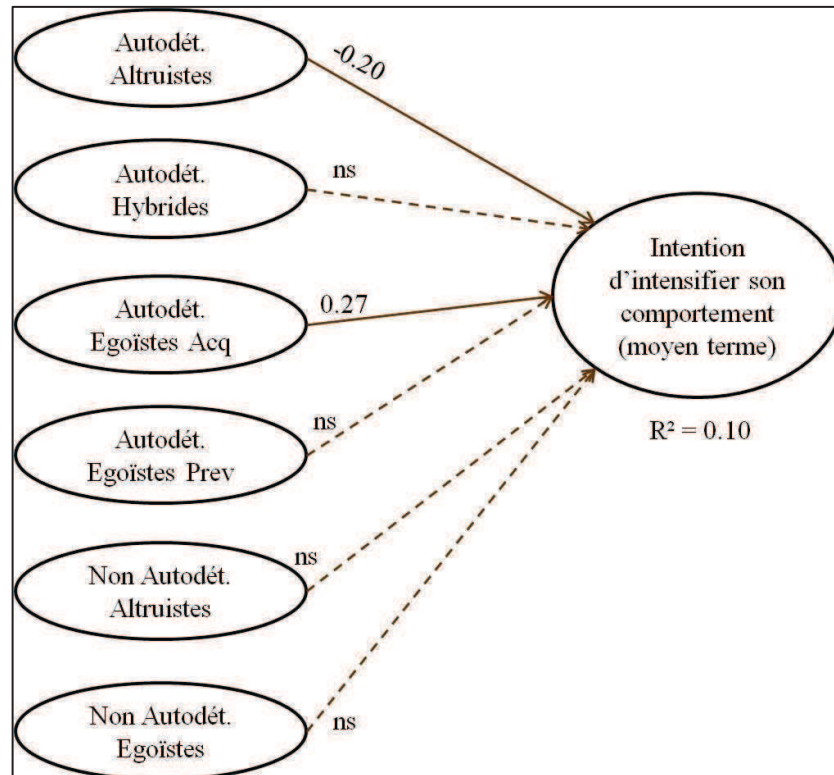 Autodét.
Altruistes
-0.20
Autodét.
Hybrides
ns
Autodét.
Egoïstes Acq
0.27
Autodét.
Egoïstes Prev
ns
Non Autodét.
Altruistes
ns
Non Autodét.
Egoïstes
ns
Intention
d'intensifier son
comportement
(moyen terme)
R² = 0.10